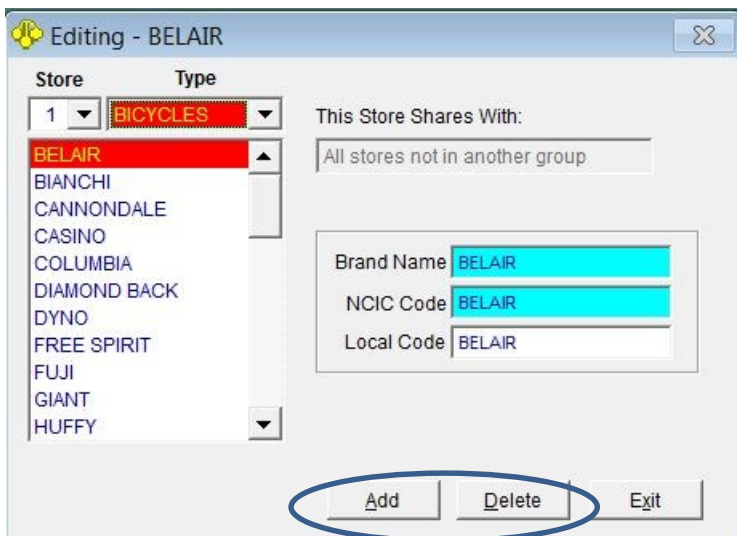 Editing - BELAIR
Store Type
1 BICYCLES
BELAIR
BIANCHI
CANNONDALE
CASINO
COLUMBIA
DIAMOND BACK
DYNO
FREE SPIRIT
FUJI
GIANT
HUFFY
This Store Shares With:
All stores not in another group
Brand Name BELAIR
NCIC Code BELAIR
Local Code BELAIR
Add Delete Exit